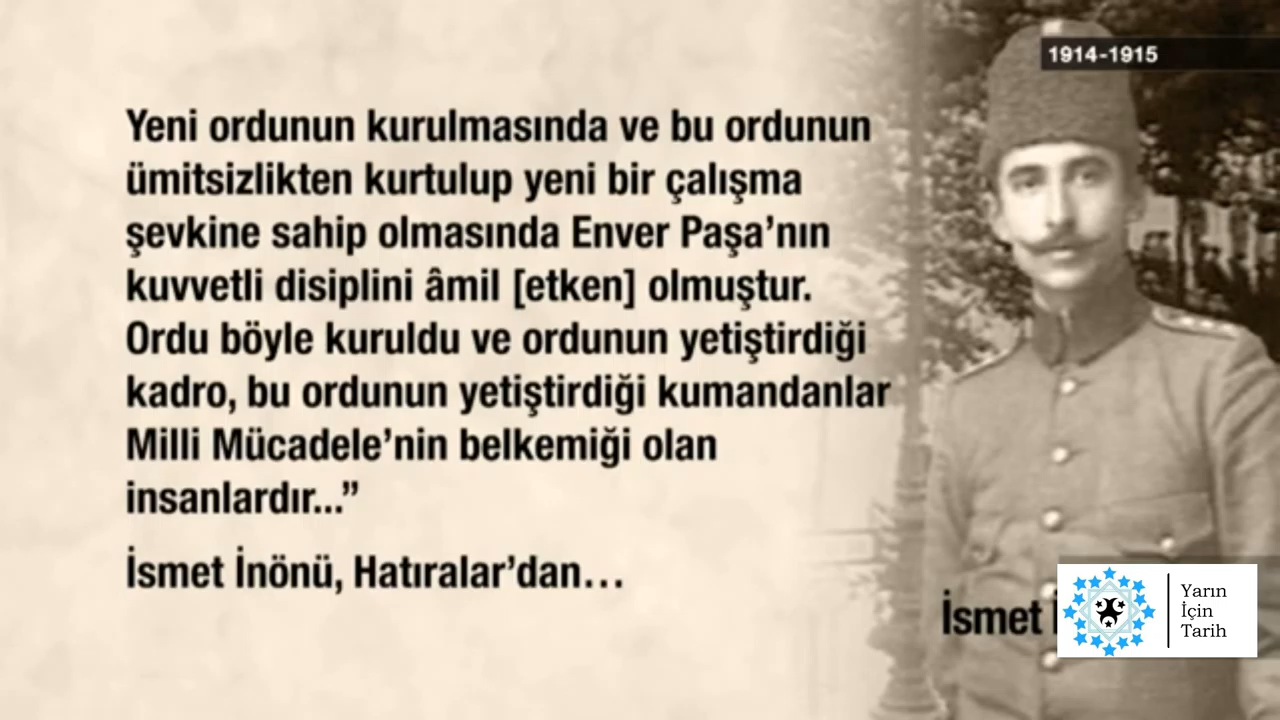 1914-1915
Yeni ordunun kurulmasında ve bu ordunun
ümitsizlikten kurtulup yeni bir çalışma
şevkine sahip olmasında Enver Paşa’nın
kuvvetli disiplini âmil [etken] olmuştur.
Ordu böyle kuruldu ve ordunun yetiştirdiği
kadro, bu ordunun yetiştirdiği kumandanlar
Milli Mücadele’nin belkemiği olan
insanlardır...”
İsmet İnönü, Hatıralar’dan…
İsmet
Yarın
İçin
Tarih